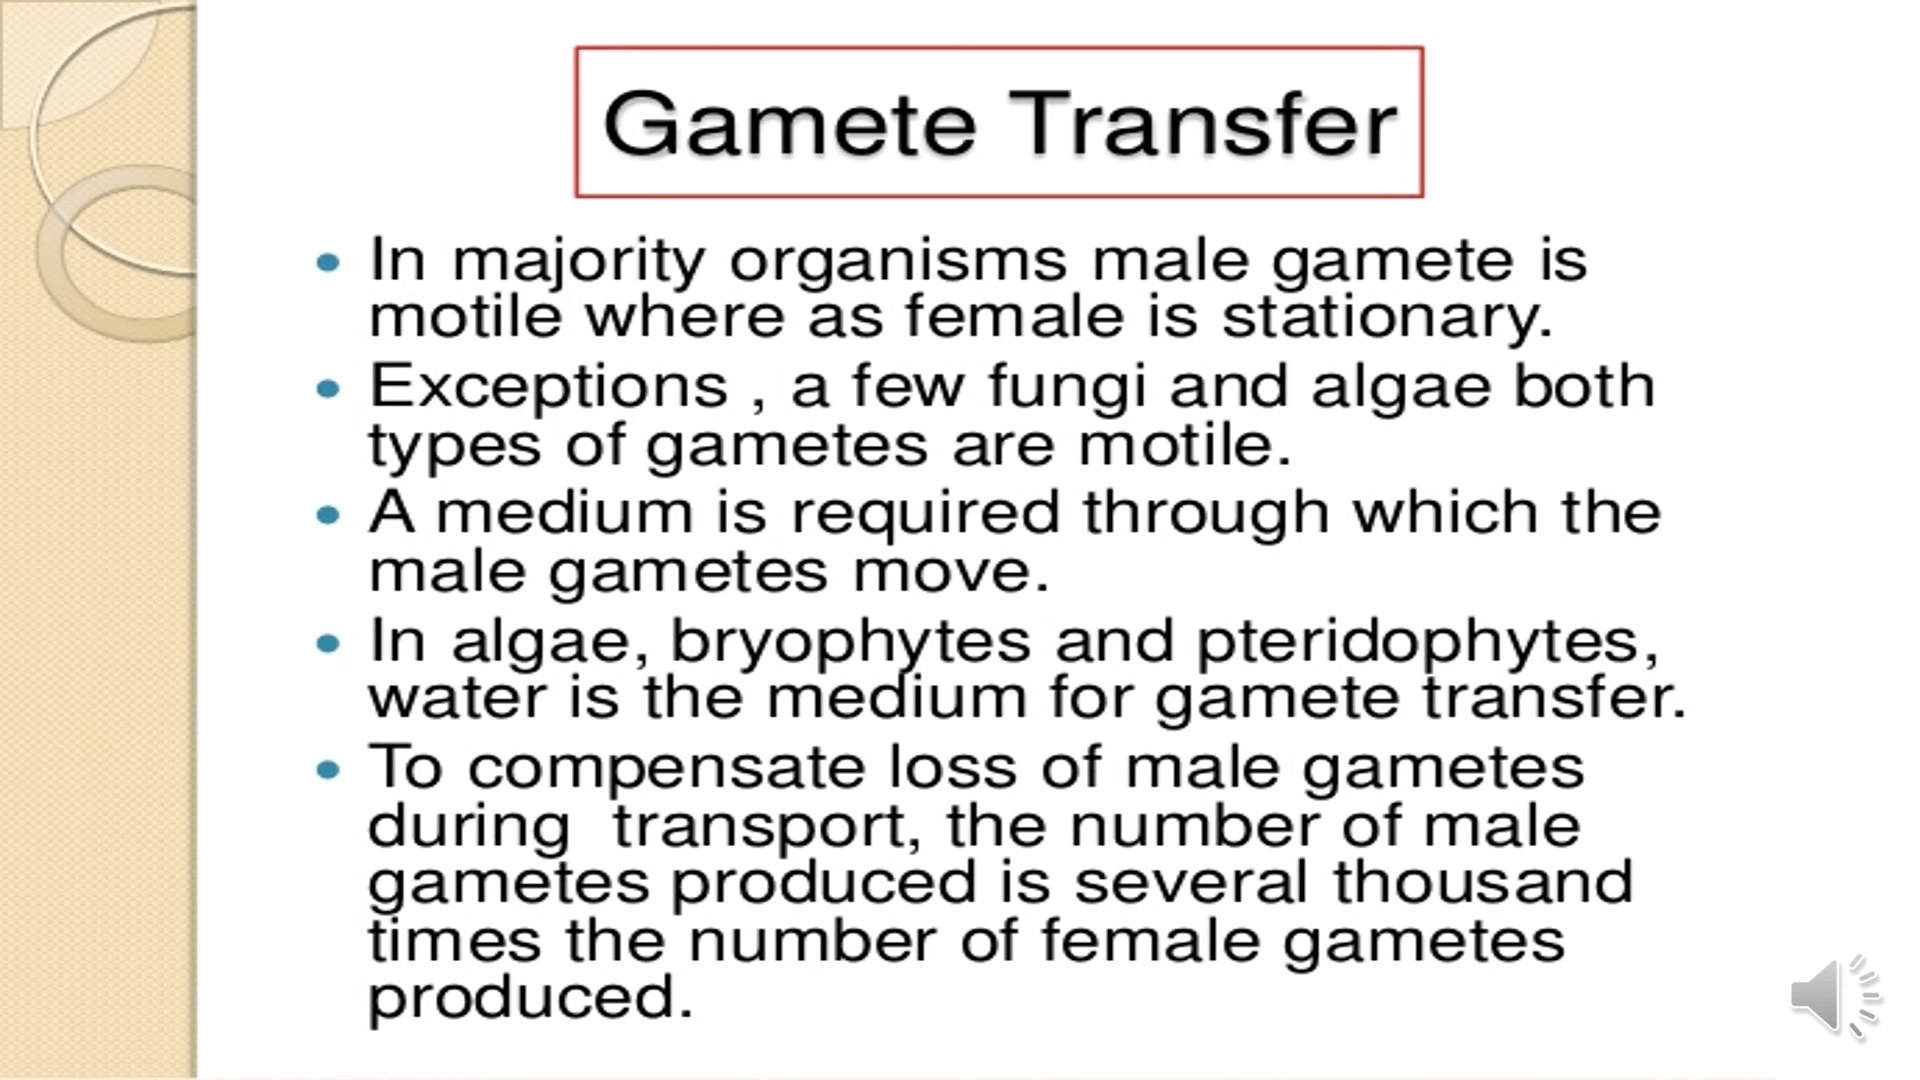 Gamete Transfer
In majority organisms male gamete is
motile where as female is stationary.
Exceptions , a few fungi and algae both
types of gametes are motile.
A medium is required through which the
male gametes move.
In algae, bryophytes and pteridophytes,
water is the medium for gamete transfer.
To compensate loss of male gametes
during  transport, the number of male
gametes produced is several thousand
times the number of female gametes
produced.